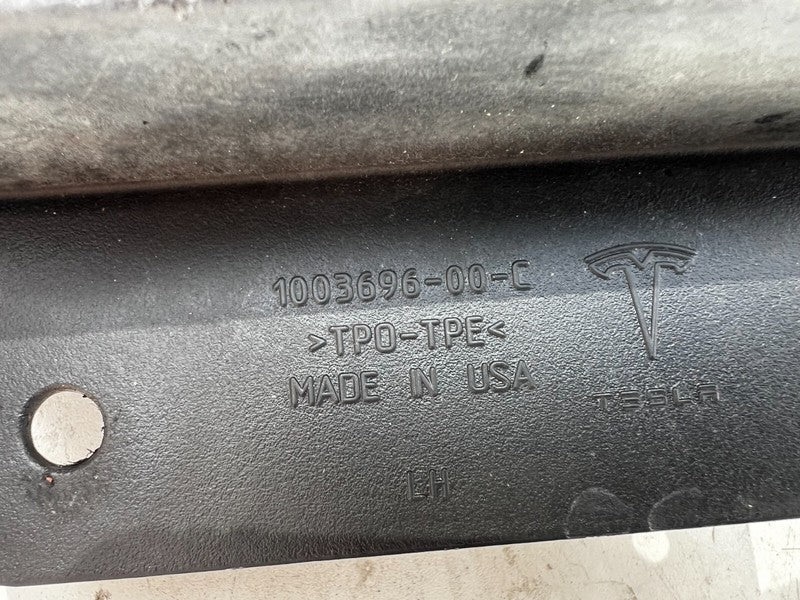 1003696-00-C
>TPO-TPE<
MADE IN USA
TESLA
LH